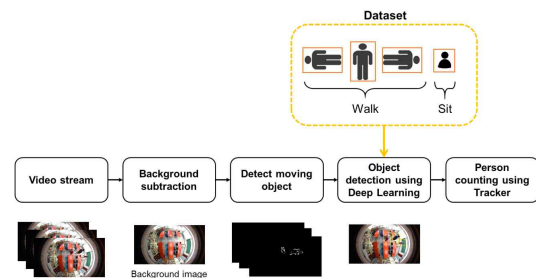 Dataset
Walk
Sit
Video stream
Background
subtraction
Detect moving
object
Object
detection using
Deep Learning
Person
counting using
Tracker
Background image